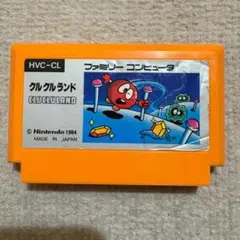 HVC-CL
ファミリー コンピュータ
クルクルランド
CLU CLU LAND
© Nintendo 1984
MADE IN JAPAN